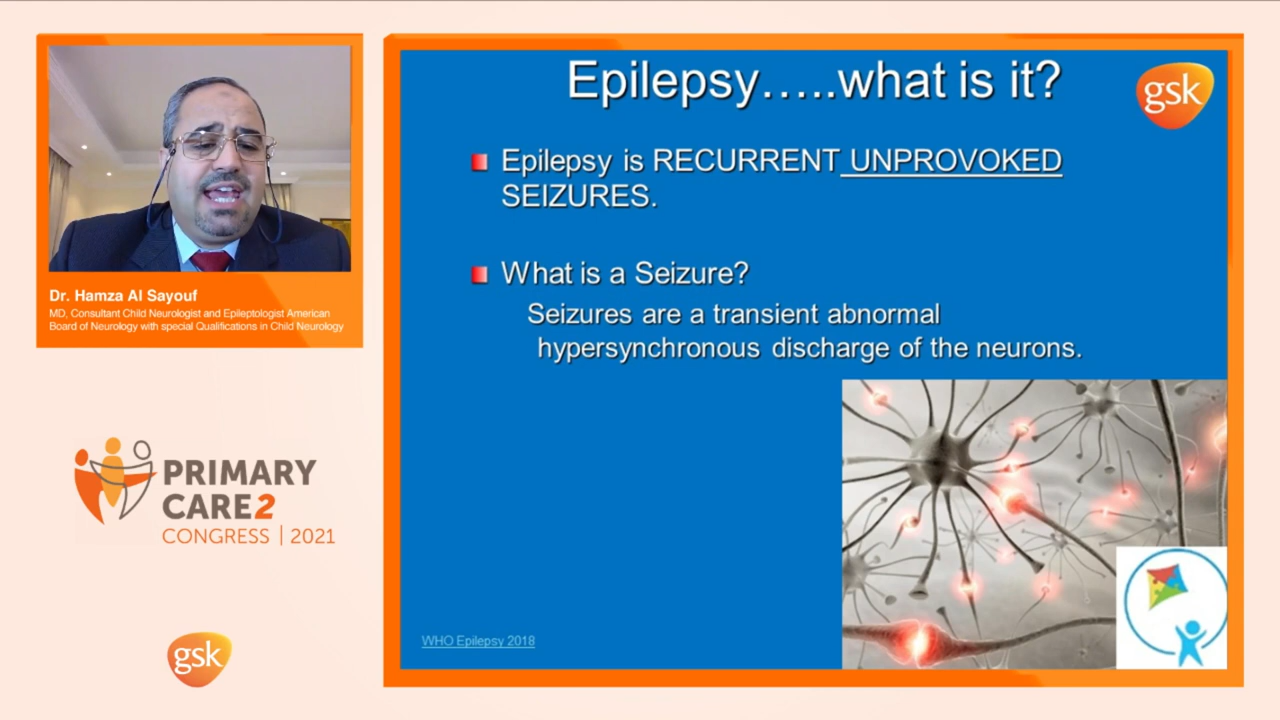 Epilepsy…..what is it?
gsk
Epilepsy is RECURRENT UNPROVOKED
SEIZURES.
What is a Seizure?
Seizures are a transient abnormal
hypersynchronous discharge of the neurons.
WHO Epilepsy 2018
Dr. Hamza Al Sayouf
MD, Consultant Child Neurologist and Epileptologist American
Board of Neurology with special Qualifications in Child Neurology
PRIMARY
CARE2
CONGRESS | 2021
gsk